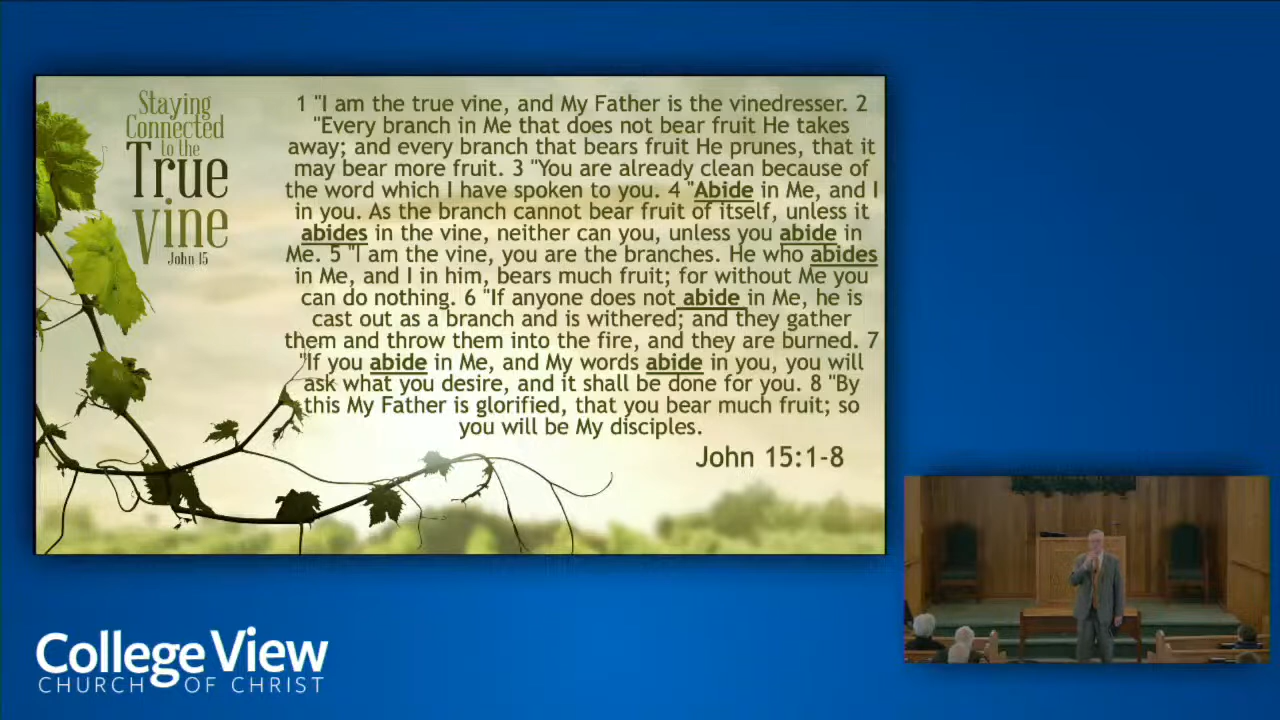 Staying
Connected
to the
True
vine
John 15
1 "I am the true vine, and My Father is the vinedresser. 2
"Every branch in Me that does not bear fruit He takes
away; and every branch that bears fruit He prunes, that it
may bear more fruit. 3 "You are already clean because of
the word which I have spoken to you. 4 "Abide in Me, and I
in you. As the branch cannot bear fruit of itself, unless it
abides in the vine, neither can you, unless you abide in
Me. 5 "I am the vine, you are the branches. He who abides
in Me, and I in him, bears much fruit; for without Me you
can do nothing. 6 "If anyone does not abide in Me, he is
cast out as a branch and is withered; and they gather
them and throw them into the fire, and they are burned. 7
"If you abide in Me, and My words abide in you, you will
ask what you desire, and it shall be done for you. 8 "By
this My Father is glorified, that you bear much fruit; so
you will be My disciples.
John 15:1-8
College View
CHURCH OF CHRIST